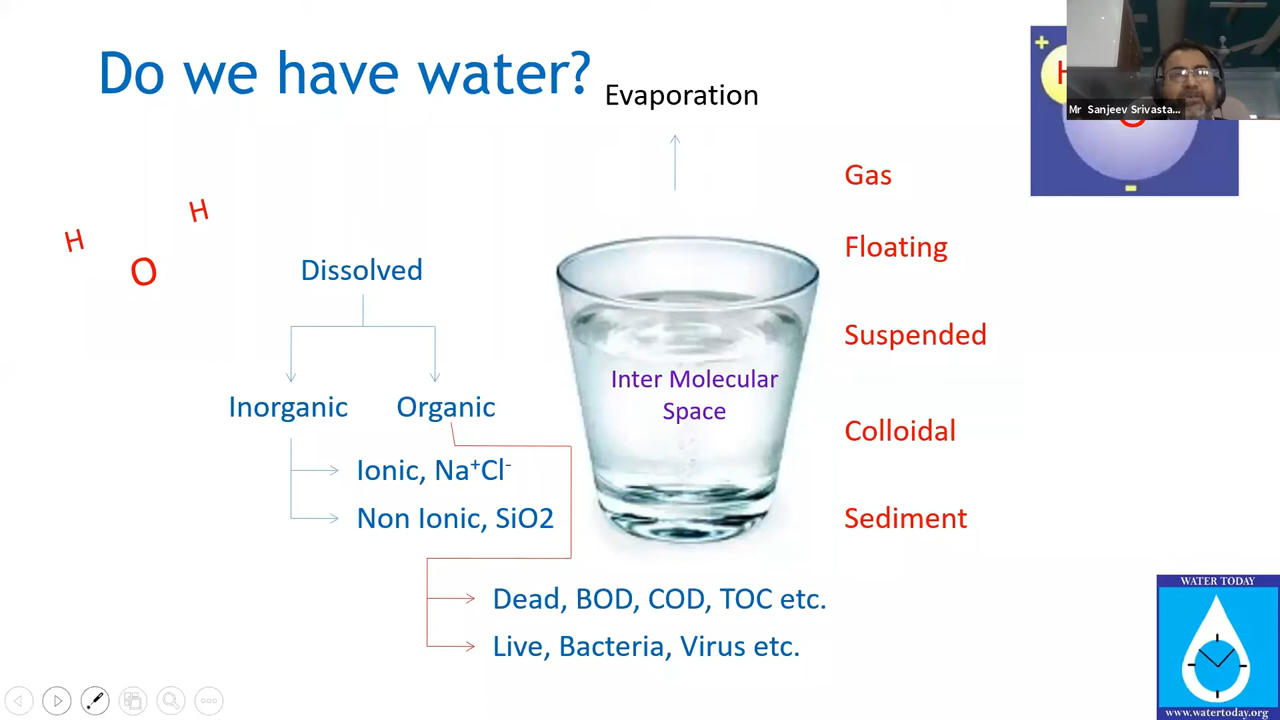 Do we have water?
Evaporation
+
H
Mr Sanjeev Srivasta...
-
Gas
H
H
O
Floating
Dissolved
Suspended
Inter Molecular
Space
Inorganic
Organic
Colloidal
Ionic, Na⁺Cl⁻
Non Ionic, SiO2
Sediment
Dead, BOD, COD, TOC etc.
Live, Bacteria, Virus etc.
WATER TODAY
www.watertoday.org